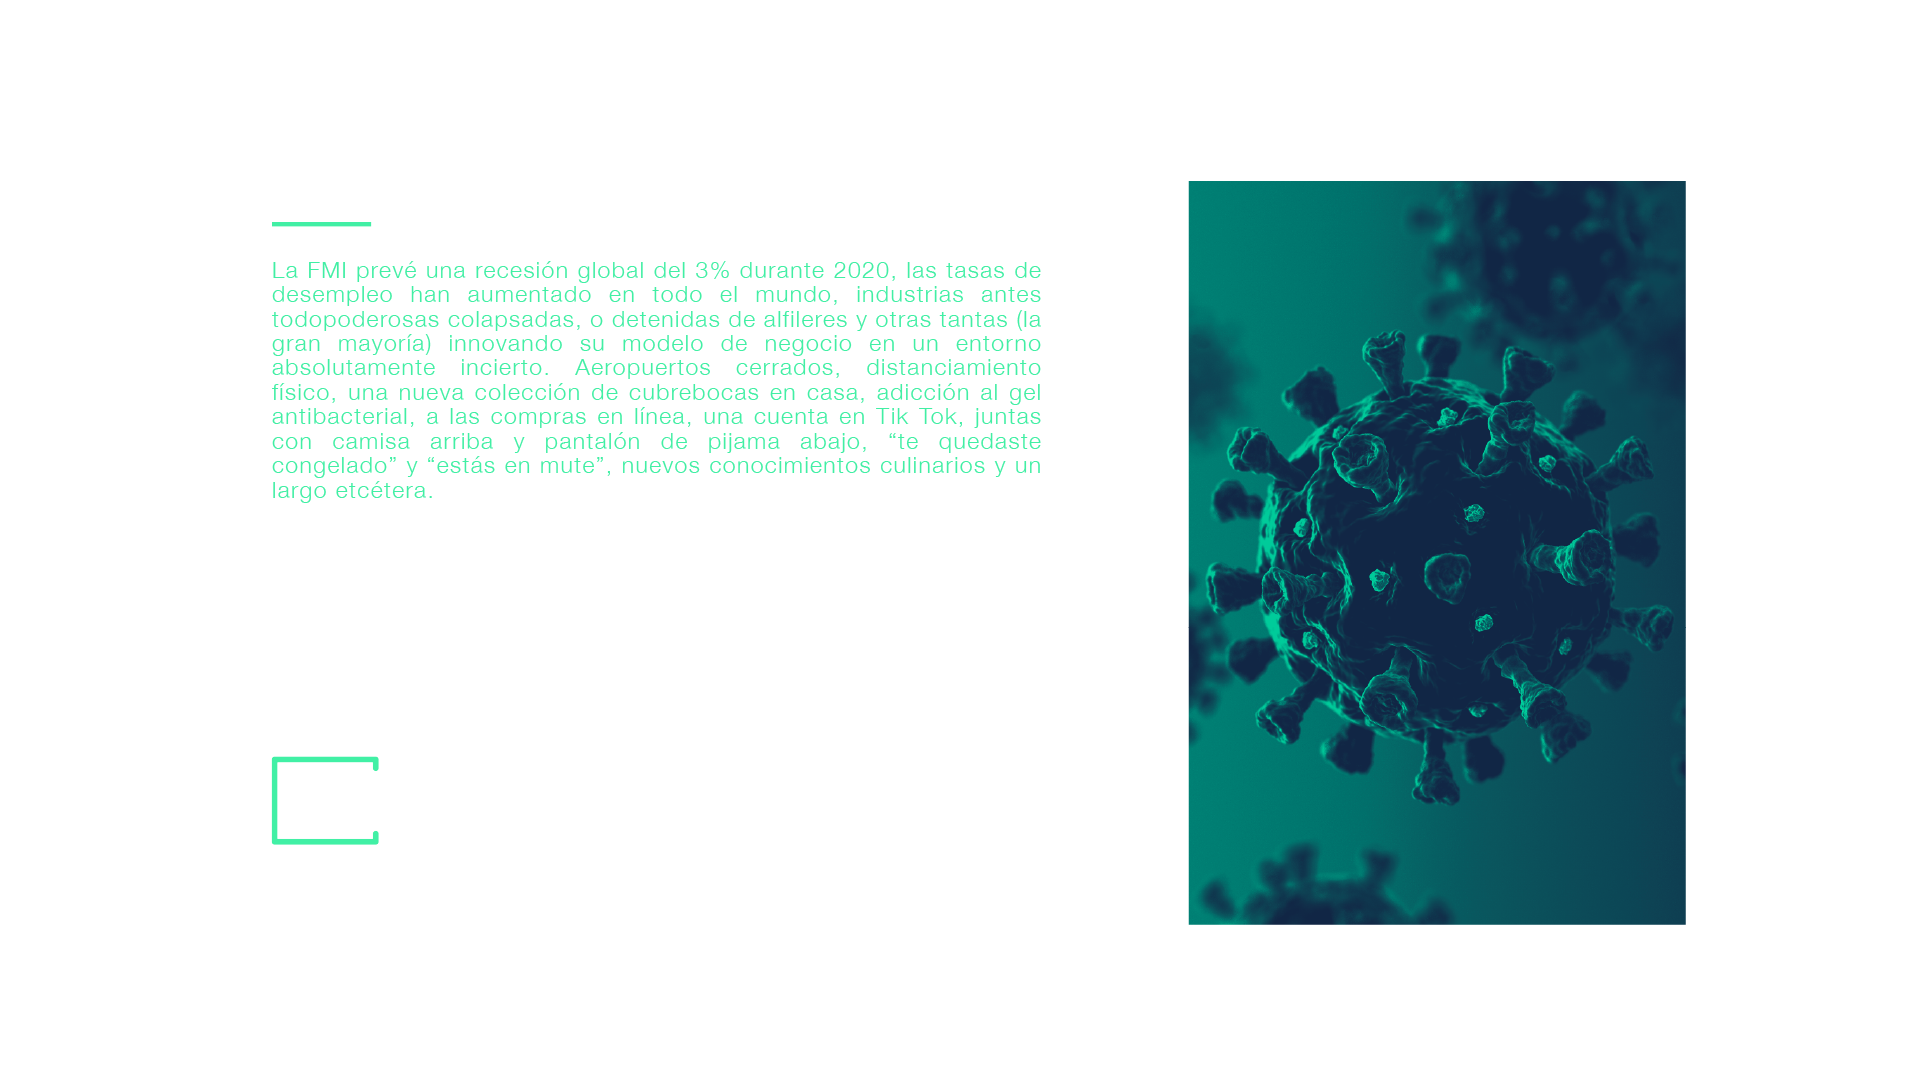 La FMI prevé una recesión global del 3% durante 2020, las tasas de
desempleo han aumentado en todo el mundo, industrias antes
todopoderosas colapsadas, o detenidas de alfileres y otras tantas (la
gran mayoría) innovando su modelo de negocio en un entorno
absolutamente incierto. Aeropuertos cerrados, distanciamiento
físico, una nueva colección de cubrebocas en casa, adicción al gel
antibacterial, a las compras en línea, una cuenta en Tik Tok, juntas
con camisa arriba y pantalón de pijama abajo, “te quedaste
congelado” y “estás en mute”, nuevos conocimientos culinarios y un
largo etcétera.